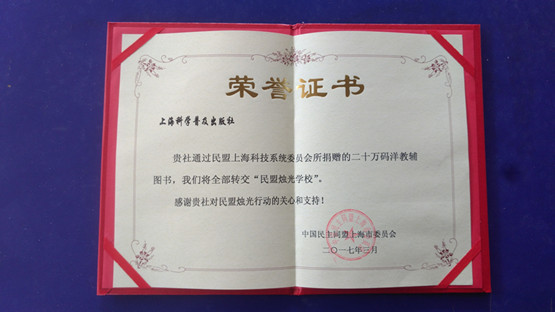 荣誉证书
上海科学普及出版社
贵社通过民盟上海科技系统委员会所捐赠的二十万码洋教辅
图书，我们将全部转交“民盟烛光学校”。
感谢贵社对民盟烛光行动的关心和支持！
中国民主同盟上海市委员会
二〇一七年三月